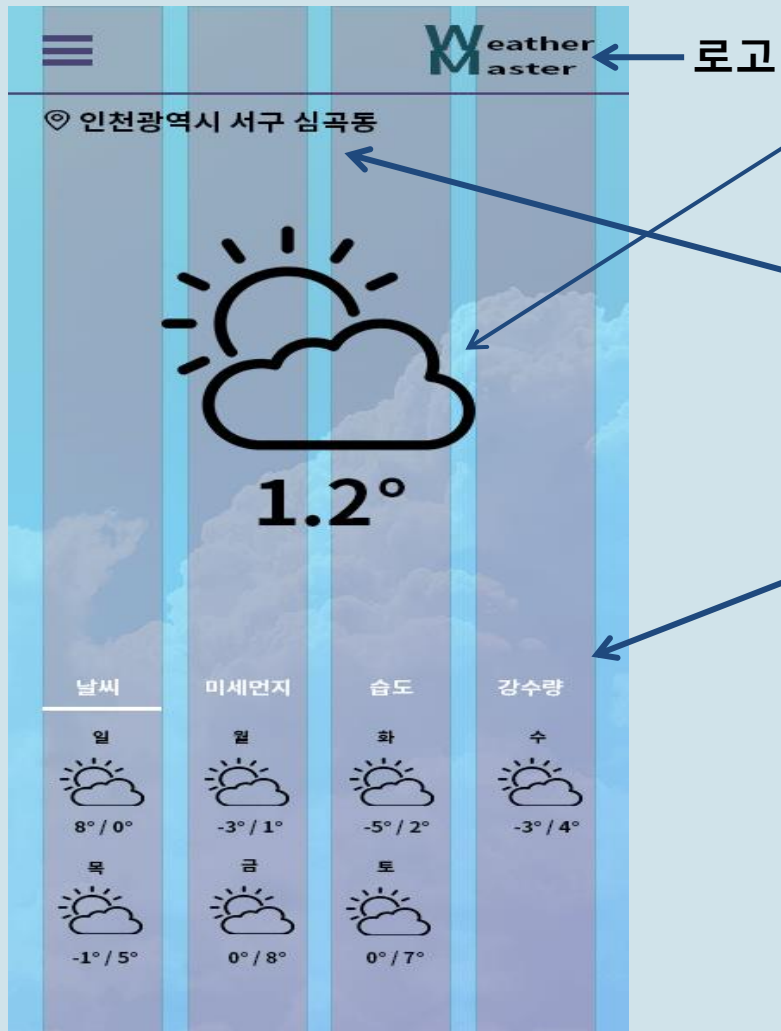 Weather
Master
로고
인천광역시 서구 심곡동
1.2°
날씨 미세먼지 습도 강수량
일 월 화 수
8° / 0° -3° / 1° -5° / 2° -3° / 4°
목 금 토
-1° / 5° 0° / 8° 0° / 7°